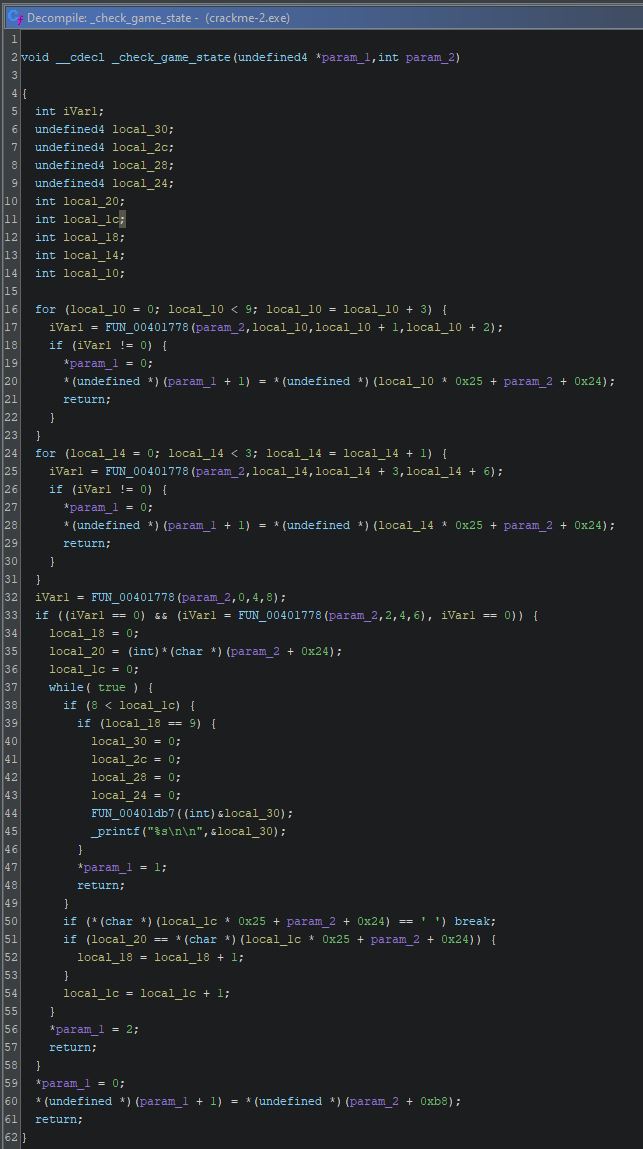 Decompile: _check_game_state - (crackme-2.exe)
1
2 void __cdecl _check_game_state(undefined4 *param_1,int param_2)
3
4 {
5   int iVar1;
6   undefined4 local_30;
7   undefined4 local_2c;
8   undefined4 local_28;
9   undefined4 local_24;
10   int local_20;
11   int local_1c;
12   int local_18;
13   int local_14;
14   int local_10;
15
16   for (local_10 = 0; local_10 < 9; local_10 = local_10 + 3) {
17     iVar1 = FUN_00401778(param_2,local_10,local_10 + 1,local_10 + 2);
18     if (iVar1 != 0) {
19       *param_1 = 0;
20       *(undefined *)(param_1 + 1) = *(undefined *)(local_10 * 0x25 + param_2 + 0x24);
21       return;
22     }
23   }
24   for (local_14 = 0; local_14 < 3; local_14 = local_14 + 1) {
25     iVar1 = FUN_00401778(param_2,local_14,local_14 + 3,local_14 + 6);
26     if (iVar1 != 0) {
27       *param_1 = 0;
28       *(undefined *)(param_1 + 1) = *(undefined *)(local_14 * 0x25 + param_2 + 0x24);
29       return;
30     }
31   }
32   iVar1 = FUN_00401778(param_2,0,4,8);
33   if ((iVar1 == 0) && (iVar1 = FUN_00401778(param_2,2,4,6), iVar1 == 0)) {
34     local_18 = 0;
35     local_20 = (int)*(char *)(param_2 + 0x24);
36     local_1c = 0;
37     while( true ) {
38       if (8 < local_1c) {
39         if (local_18 == 9) {
40           local_30 = 0;
41           local_2c = 0;
42           local_28 = 0;
43           local_24 = 0;
44           FUN_00401db7((int)&local_30);
45           _printf("%s\n\n",&local_30);
46         }
47         *param_1 = 1;
48         return;
49       }
50       if (*(char *)(local_1c * 0x25 + param_2 + 0x24) == ' ') break;
51       if (local_20 == *(char *)(local_1c * 0x25 + param_2 + 0x24)) {
52         local_18 = local_18 + 1;
53       }
54       local_1c = local_1c + 1;
55     }
56     *param_1 = 2;
57     return;
58   }
59   *param_1 = 0;
60   *(undefined *)(param_1 + 1) = *(undefined *)(param_2 + 0xb8);
61   return;
62 }